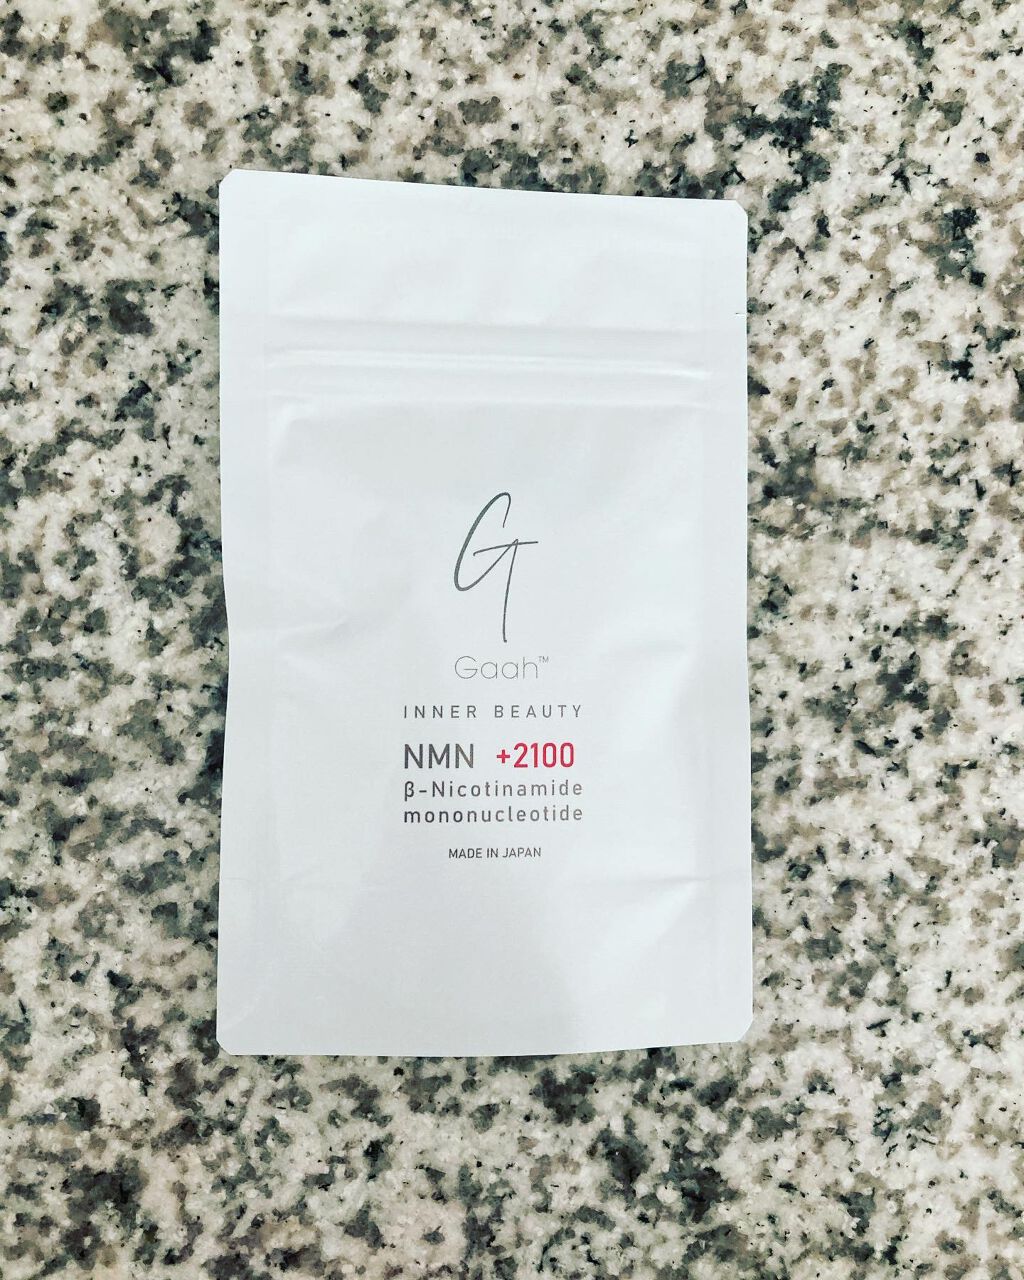 G
Gaah™
INNER BEAUTY
NMN +2100
β-Nicotinamide
mononucleotide
MADE IN JAPAN